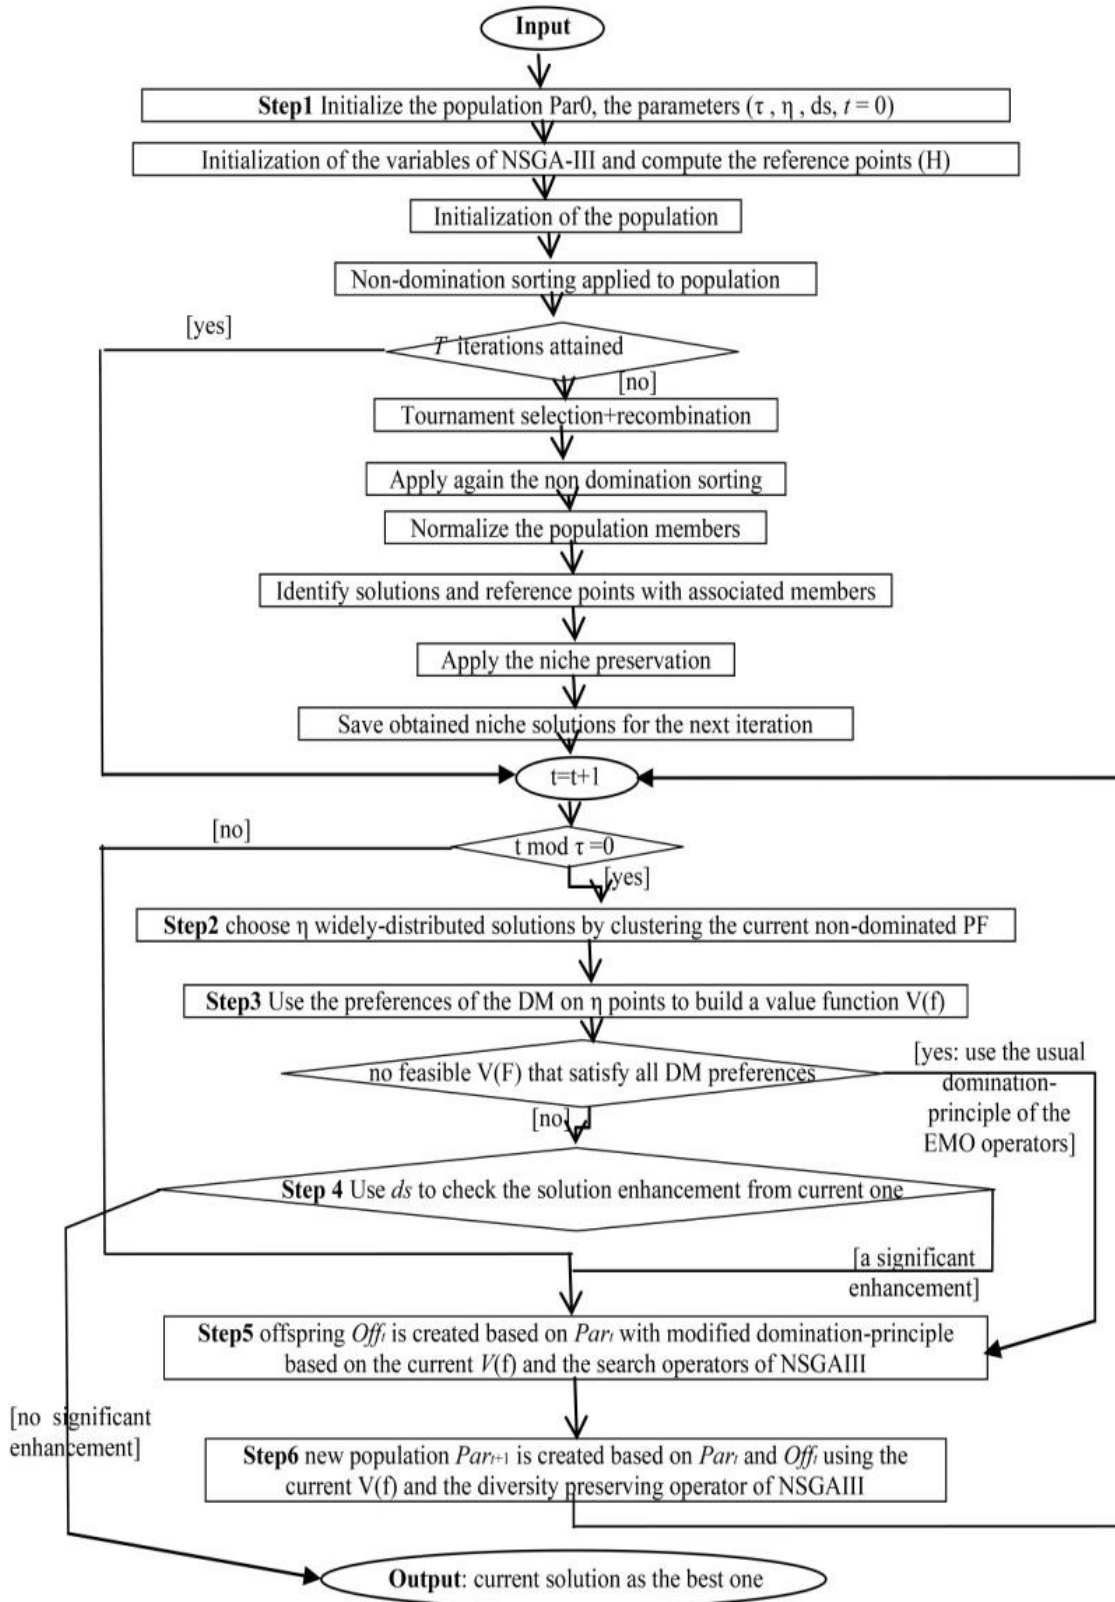 Input
Step1 Initialize the population Par0, the parameters (τ , η , ds, t = 0)
Initialization of the variables of NSGA-III and compute the reference points (H)
Initialization of the population
Non-domination sorting applied to population
[yes]
T iterations attained
[no]
Tournament selection+recombination
Apply again the non domination sorting
Normalize the population members
Identify solutions and reference points with associated members
Apply the niche preservation
Save obtained niche solutions for the next iteration
t=t+1
[no]
t mod τ =0
[yes]
Step2 choose η widely-distributed solutions by clustering the current non-dominated PF
Step3 Use the preferences of the DM on η points to build a value function V(f)
no feasible V(F) that satisfy all DM preferences
[yes: use the usual
domination-
principle of the
EMO operators]
[no]
Step 4 Use ds to check the solution enhancement from current one
[a significant
enhancement]
Step5 offspring Offₜ is created based on Parₜ with modified domination-principle
based on the current V(f) and the search operators of NSGAIII
[no significant
enhancement]
Step6 new population Parₜ₊₁ is created based on Parₜ and Offₜ using the
current V(f) and the diversity preserving operator of NSGAIII
Output: current solution as the best one